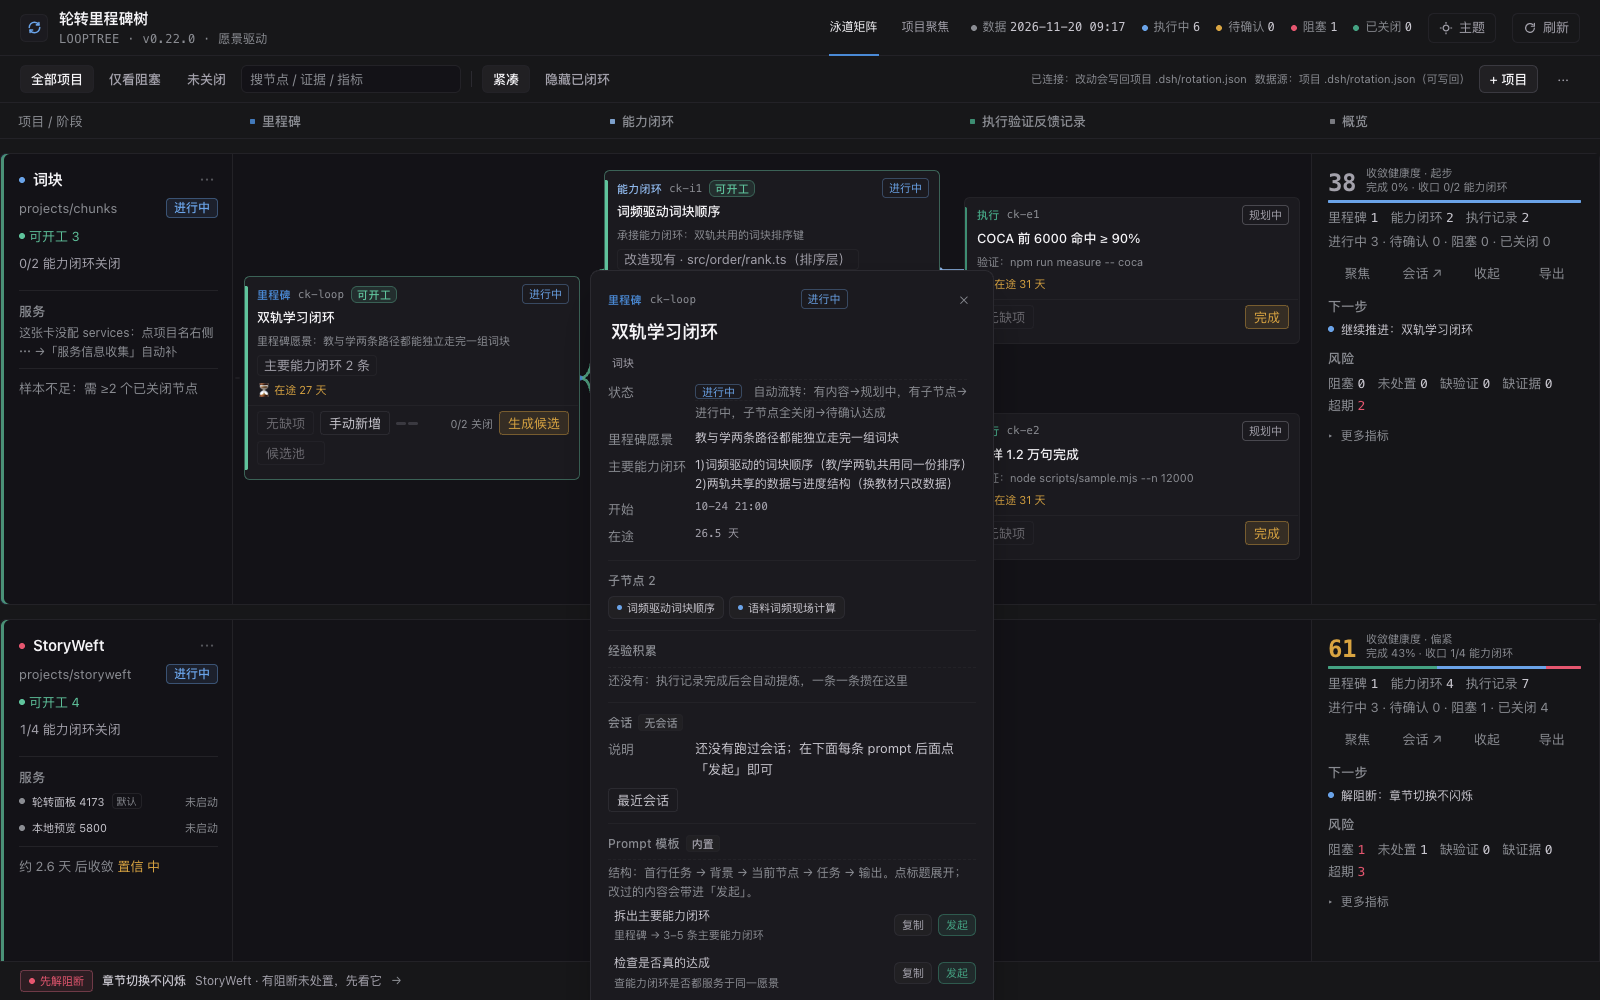 轮转里程碑树
LOOPTREE · v0.22.0 · 愿景驱动
泳道矩阵
项目聚焦
数据 2026-11-20 09:17
执行中 6
待确认 0
阻塞 1
已关闭 0
主题
刷新
全部项目
仅看阻塞
未关闭
搜节点 / 证据 / 指标
紧凑
隐藏已闭环
已连接：改动会写回项目 .dsh/rotation.json 数据源：项目 .dsh/rotation.json（可写回）
+ 项目
···
项目 / 阶段
里程碑
能力闭环
执行验证反馈记录
概览
词块
···
projects/chunks
进行中
可开工 3
0/2 能力闭环关闭
服务
这张卡没配 services：点项目名右侧
··· →「服务信息收集」自动补
样本不足：需 ≥2 个已关闭节点
里程碑 ck-loop 可开工
进行中
双轨学习闭环
里程碑愿景：教与学两条路径都能独立走完一组词块
主要能力闭环 2 条
⏳ 在途 27 天
无缺项
手动新增
0/2 关闭
生成候选
候选池
能力闭环 ck-i1 可开工
进行中
词频驱动词块顺序
承接能力闭环：双轨共用的词块排序键
改造现有 · src/order/rank.ts（排序层）
执行 ck-e1
规划中
COCA 前 6000 命中 ≥ 90%
验证：npm run measure -- coca
在途 31 天
无缺项
完成
行 ck-e2
规划中
样 1.2 万句完成
证：node scripts/sample.mjs --n 12000
在途 31 天
无缺项
完成
38
收敛健康度 · 起步
完成 0% · 收口 0/2 能力闭环
里程碑 1 能力闭环 2 执行记录 2
进行中 3 · 待确认 0 · 阻塞 0 · 已关闭 0
聚焦
会话 ↗
收起
导出
下一步
继续推进：双轨学习闭环
风险
阻塞 0 未处置 0 缺验证 0 缺证据 0
超期 2
更多指标
里程碑 ck-loop
进行中
×
双轨学习闭环
词块
状态
进行中 自动流转：有内容→规划中，有子节点→
进行中，子节点全关闭→待确认达成
里程碑愿景
教与学两条路径都能独立走完一组词块
主要能力闭环
1)词频驱动的词块顺序（教/学两轨共用同一份排序）
2)两轨共享的数据与进度结构（换教材只改数据）
开始
10-24 21:00
在途
26.5 天
子节点 2
词频驱动词块顺序
语料词频现场计算
经验积累
还没有：执行记录完成后会自动提炼，一条一条攒在这里
会话 无会话
说明
还没有跑过会话；在下面每条 prompt 后面点
「发起」即可
最近会话
Prompt 模板 内置
结构：首行任务 → 背景 → 当前节点 → 任务 → 输出。点标题展开；
改过的内容会带进「发起」。
拆出主要能力闭环
里程碑 → 3–5 条主要能力闭环
复制
发起
检查是否真的达成
查能力闭环是否都服务于同一愿景
复制
发起
StoryWeft
···
projects/storyweft
进行中
可开工 4
1/4 能力闭环关闭
服务
轮转面板 4173 默认
未启动
本地预览 5800
未启动
约 2.6 天 后收敛 置信 中
61
收敛健康度 · 偏紧
完成 43% · 收口 1/4 能力闭环
里程碑 1 能力闭环 4 执行记录 7
进行中 3 · 待确认 0 · 阻塞 1 · 已关闭 4
聚焦
会话 ↗
收起
导出
下一步
解阻断：章节切换不闪烁
风险
阻塞 1 未处置 1 缺验证 0 缺证据 0
超期 3
更多指标
先解阻断
章节切换不闪烁
StoryWeft · 有阻断未处置，先看它 →